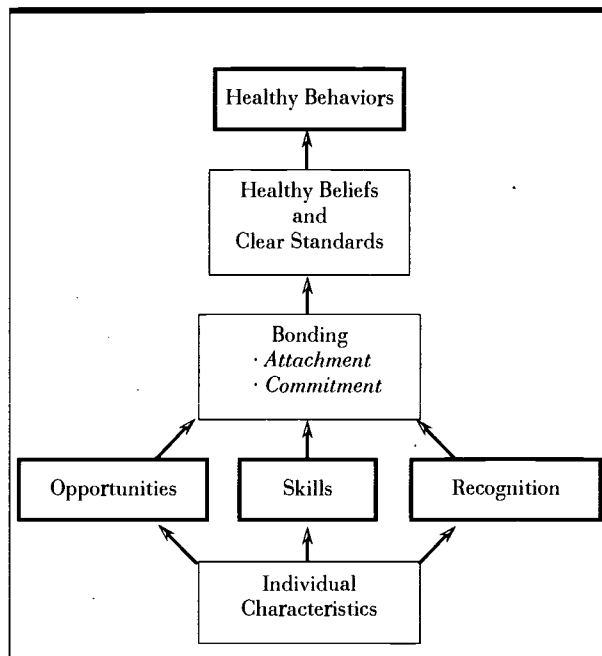 Healthy Behaviors
Healthy Beliefs
and
Clear Standards
Bonding
· Attachment
· Commitment
Opportunities
Skills
Recognition
Individual
Characteristics